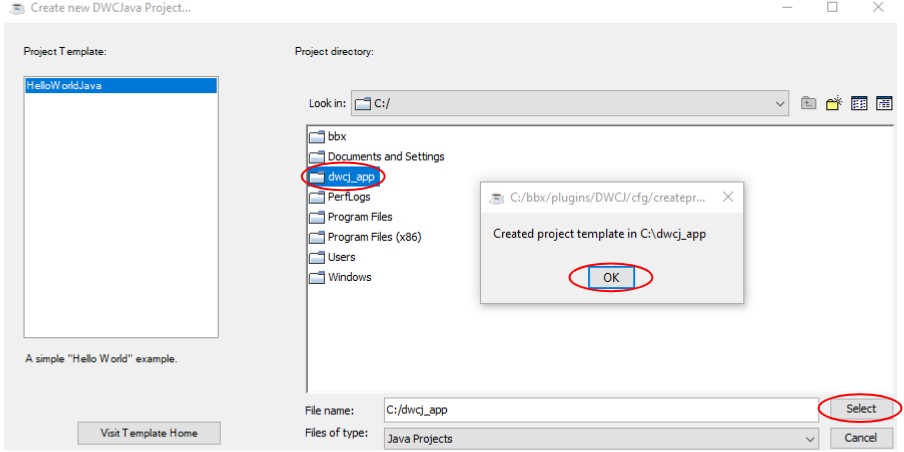 Create new DWCJava Project...
Project Template:
Project directory:
HelloWorldJava
Look in: C:/
bbx
Documents and Settings
dwcj_app
PerfLogs
Program Files
Program Files (x86)
Users
Windows
C:/bbx/plugins/DWCJ/cfg/createpr...
Created project template in C:\dwcj_app
OK
A simple "Hello World" example.
File name: C:/dwcj_app
Select
Visit Template Home
Files of type: Java Projects
Cancel